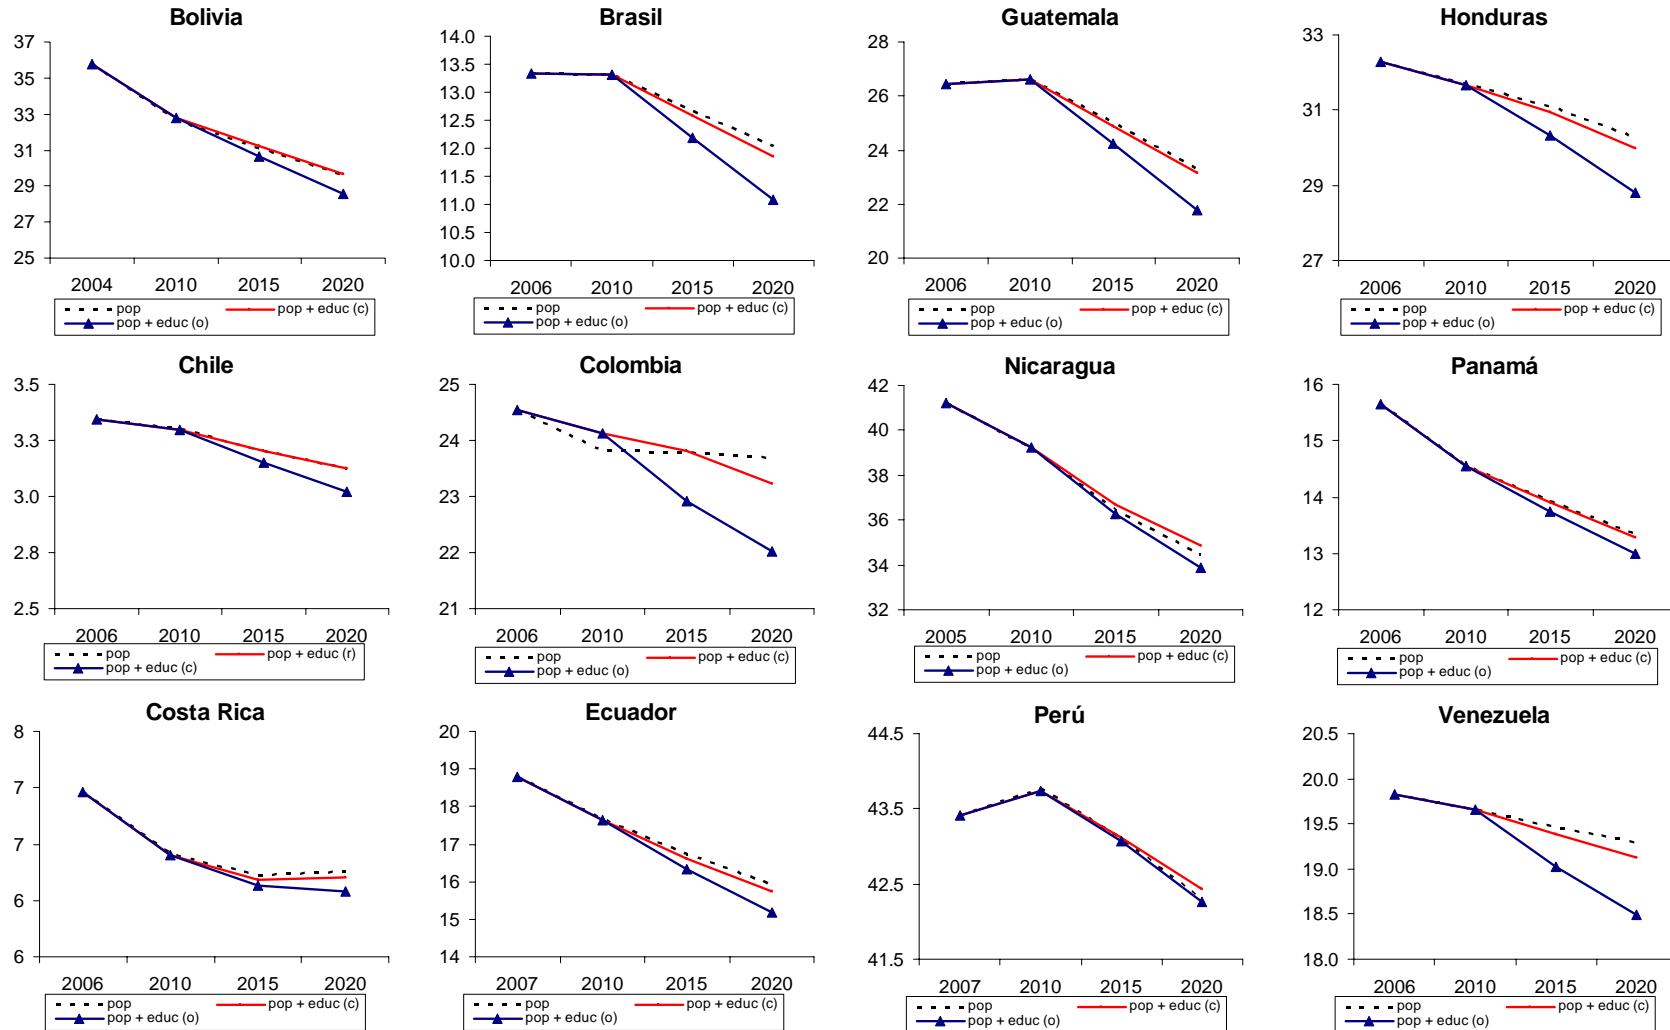 Bolivia
37
35
33
31
29
27
25
2004 2010 2015 2020
pop pop + educ (c)
pop + educ (o)
Brasil
14.0
13.5
13.0
12.5
12.0
11.5
11.0
10.5
10.0
2006 2010 2015 2020
pop pop + educ (c)
pop + educ (o)
Guatemala
28
26
24
22
20
2006 2010 2015 2020
pop pop + educ (c)
pop + educ (o)
Honduras
33
31
29
27
2006 2010 2015 2020
pop pop + educ (c)
pop + educ (o)
Chile
3.5
3.3
3.0
2.8
2.5
2006 2010 2015 2020
pop pop + educ (r)
pop + educ (c)
Colombia
25
24
23
22
21
2006 2010 2015 2020
pop pop + educ (c)
pop + educ (o)
Nicaragua
42
40
38
36
34
32
2005 2010 2015 2020
pop pop + educ (c)
pop + educ (o)
Panamá
16
15
14
13
12
2006 2010 2015 2020
pop pop + educ (c)
pop + educ (o)
Costa Rica
8
7
7
6
6
2006 2010 2015 2020
pop pop + educ (c)
pop + educ (o)
Ecuador
20
19
18
17
16
15
14
2007 2010 2015 2020
pop pop + educ (c)
pop + educ (o)
Perú
44.5
43.5
42.5
41.5
2007 2010 2015 2020
pop pop + educ (c)
pop + educ (o)
Venezuela
20.5
20.0
19.5
19.0
18.5
18.0
2006 2010 2015 2020
pop pop + educ (c)
pop + educ (o)